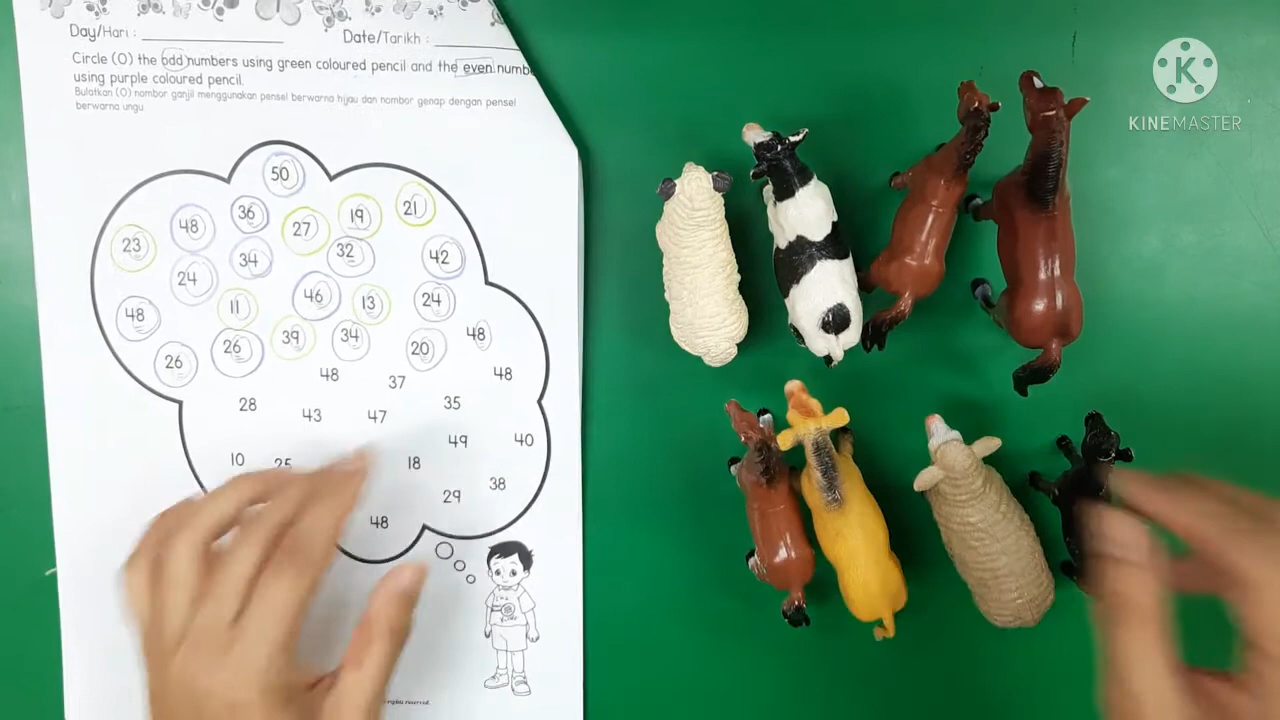 Day/Hari : Date/Tarikh :
Circle (O) the odd numbers using green coloured pencil and the even
using purple coloured pencil.
Bulatkan (O) nombor ganjil menggunakan pensel berwarna hijau dan nombor genap dengan pensel
berwarna ungu.
K
KINEMASTER
50
48 36 27 19 21
23 34 32 42
24
48 11 46 13 24
26 26 39 34 20 48
48 37 48
28 43 47 35
49 40
10 25 18
29 38
48
rights reserved.